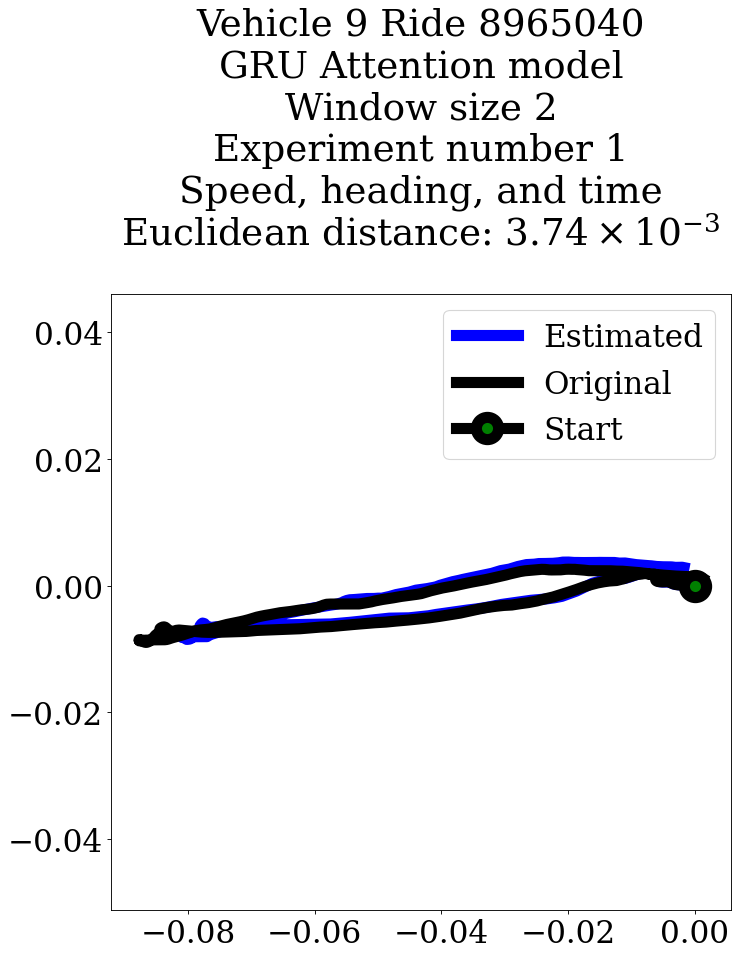 Vehicle 9 Ride 8965040
GRU Attention model
Window size 2
Experiment number 1
Speed, heading, and time
Euclidean distance: 3.74 × 10⁻³
Estimated
Original
Start
0.04
0.02
0.00
−0.02
−0.04
−0.08 −0.06 −0.04 −0.02 0.00